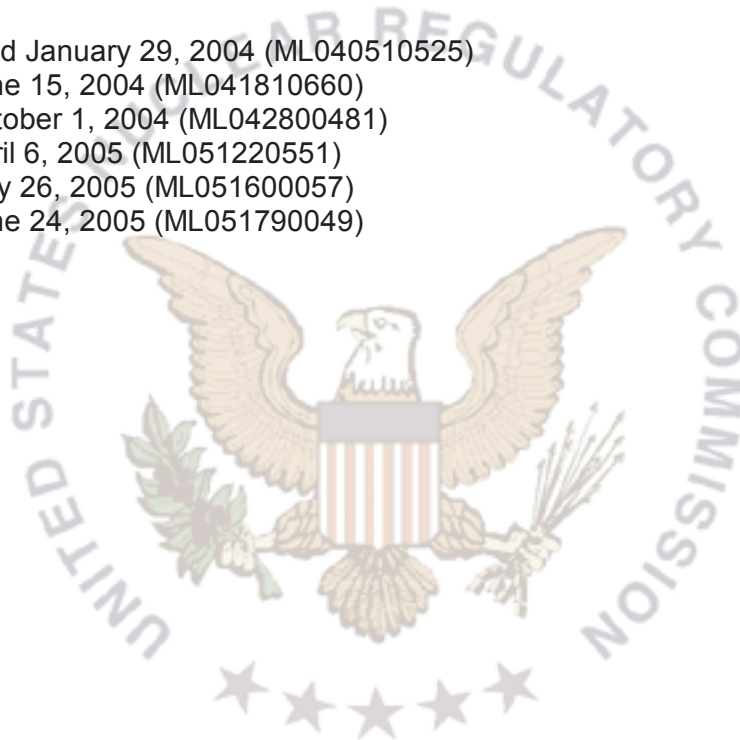 d January 29, 2004 (ML040510525)
ne 15, 2004 (ML041810660)
tober 1, 2004 (ML042800481)
ril 6, 2005 (ML051220551)
y 26, 2005 (ML051600057)
ne 24, 2005 (ML051790049)
UNITED STATES NUCLEAR REGULATORY COMMISSION